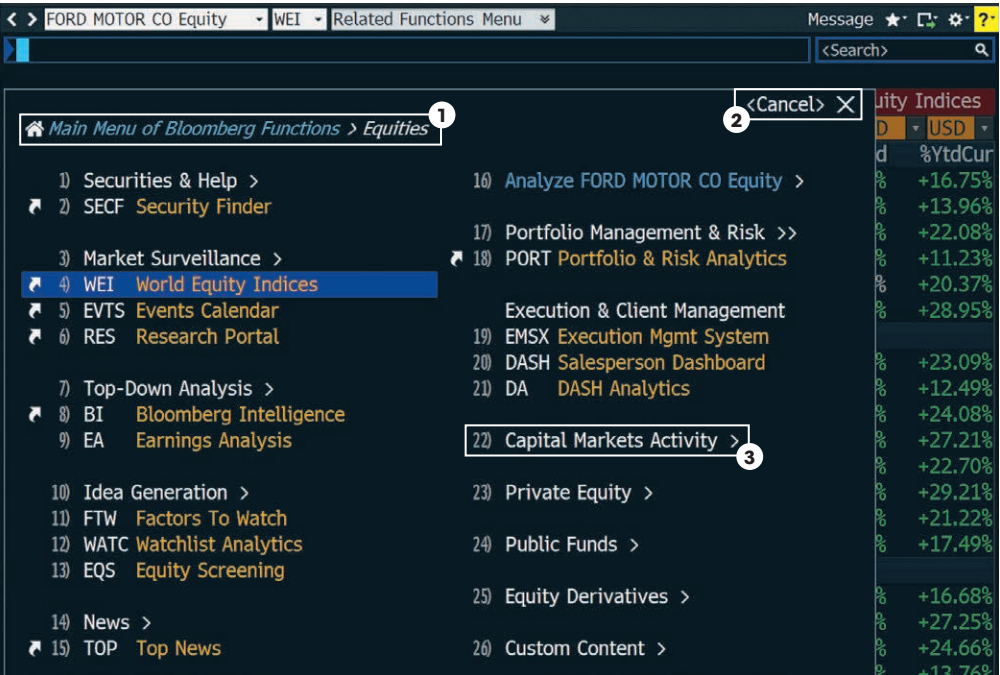 < > FORD MOTOR CO Equity WEI Related Functions Menu Message ?
<Search>
<Cancel> X
2
uity Indices
1
Main Menu of Bloomberg Functions > Equities
D USD
d %YtdCur
1) Securities & Help >
2) SECF Security Finder
3) Market Surveillance >
4) WEI World Equity Indices
5) EVTS Events Calendar
6) RES Research Portal
7) Top-Down Analysis >
8) BI Bloomberg Intelligence
9) EA Earnings Analysis
10) Idea Generation >
11) FTW Factors To Watch
12) WATC Watchlist Analytics
13) EQS Equity Screening
14) News >
15) TOP Top News
16) Analyze FORD MOTOR CO Equity >
17) Portfolio Management & Risk >>
18) PORT Portfolio & Risk Analytics
Execution & Client Management
19) EMSX Execution Mgmt System
20) DASH Salesperson Dashboard
21) DA DASH Analytics
22) Capital Markets Activity >
3
23) Private Equity >
24) Public Funds >
25) Equity Derivatives >
26) Custom Content >
% +16.75%
% +13.96%
% +22.08%
% +11.23%
% +20.37%
% +28.95%
% +23.09%
% +12.49%
% +24.08%
% +27.21%
% +22.70%
% +29.21%
% +21.22%
% +17.49%
% +16.68%
% +27.25%
% +24.66%
% +13.76%